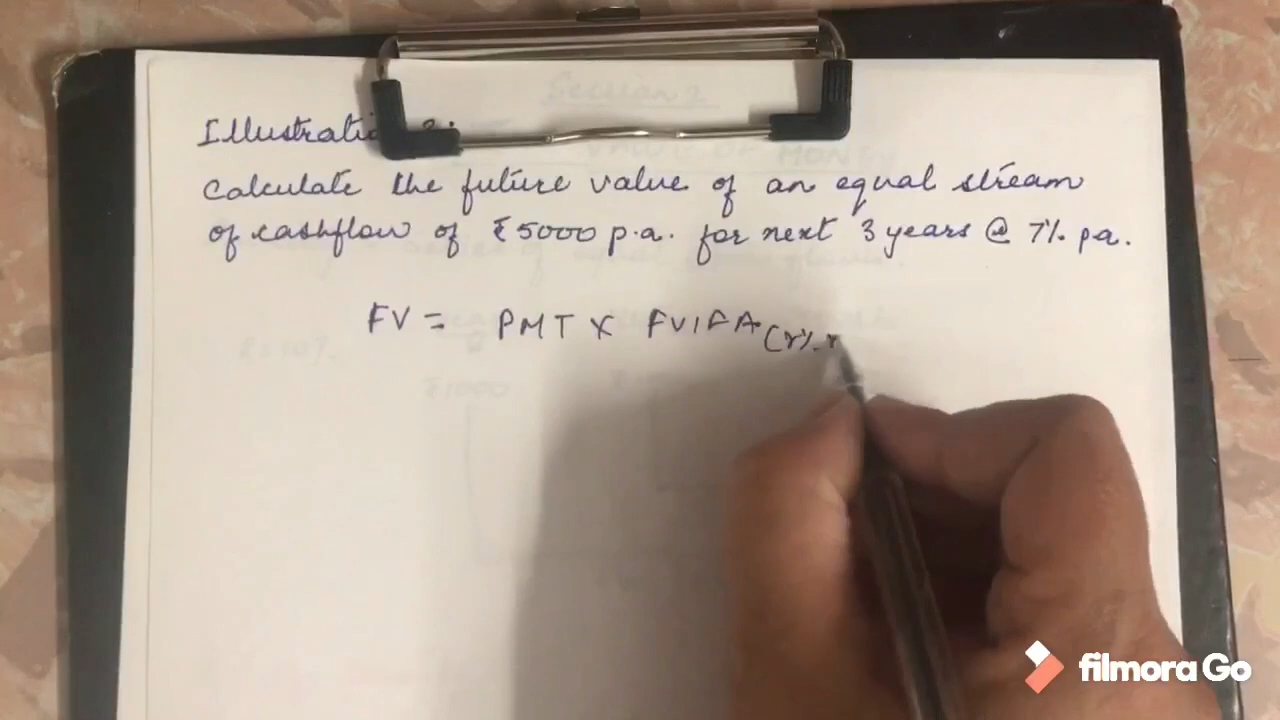 Illustrati
calculate the future value of an equal stream
of cashflow of ₹5000 p.a. for next 3 years @ 7% p.a.
FV = PMT X FVIFA (r%.
filmora Go